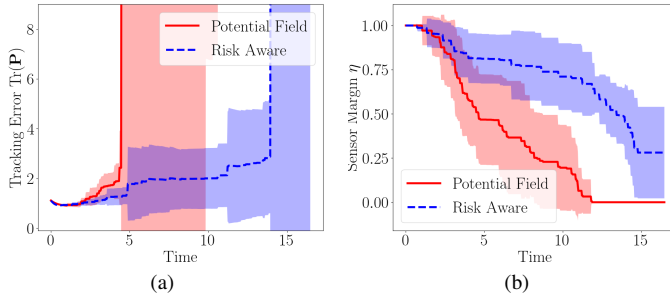 Tracking Error Tr(P)
8
6
4
2
0
Potential Field
Risk Aware
0
5
10
15
Time
(a)
Sensor Margin η
1.00
0.75
0.50
0.25
0.00
Potential Field
Risk Aware
0
5
10
15
Time
(b)